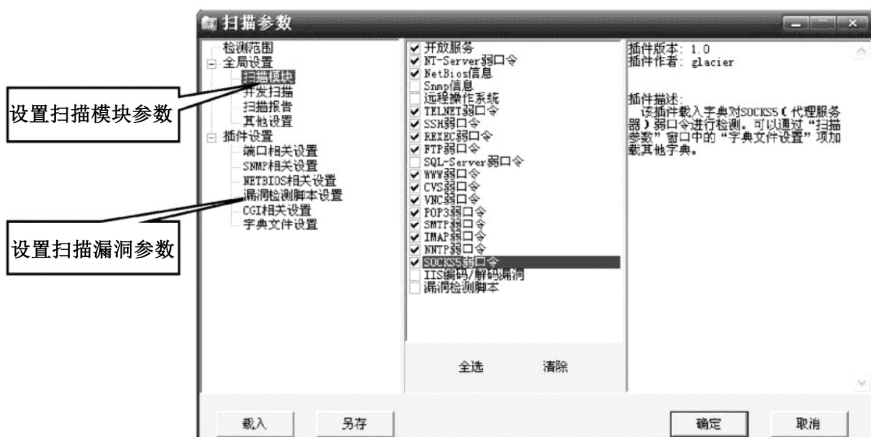 扫描参数
检测范围
全局设置
扫描模块
并发扫描
扫描报告
其他设置
插件设置
端口相关设置
SNMP相关设置
NETBIOS相关设置
漏洞检测脚本设置
CGI相关设置
字典文件设置
设置扫描模块参数
设置扫描漏洞参数
开放服务
NT-Server弱口令
NetBios信息
Snmp信息
远程操作系统
TELNET弱口令
SSH弱口令
REXEC弱口令
FTP弱口令
SQL-Server弱口令
WWW弱口令
CVS弱口令
VNC弱口令
POP3弱口令
SMTP弱口令
IMAP弱口令
NNTP弱口令
SOCKS5弱口令
IIS编码/解码漏洞
漏洞检测脚本
全选 清除
插件版本: 1.0
插件作者: glacier
插件描述:
该插件载入字典对SOCKS5(代理服务
器)弱口令进行检测。可以通过“扫描
参数”窗口中的“字典文件设置”项加
载其他字典。
载入 另存 确定 取消